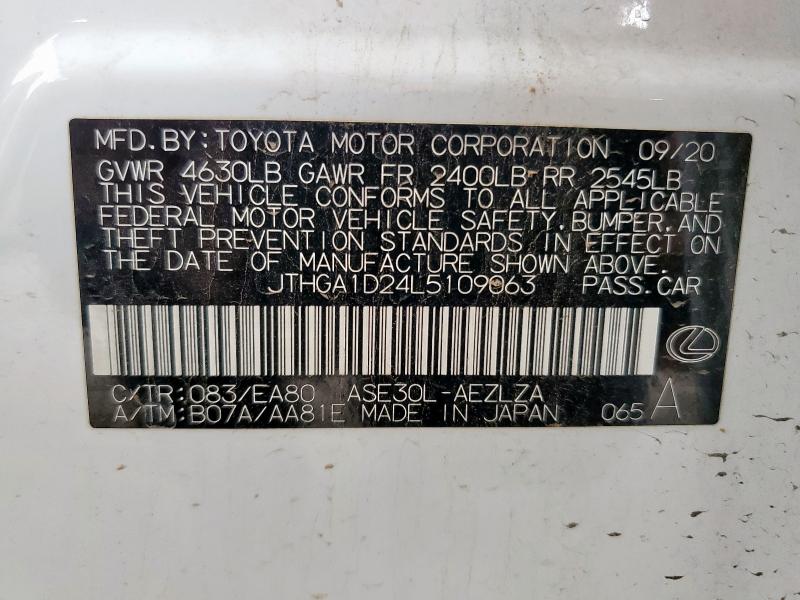 MFD.BY:TOYOTA MOTOR CORPORATION 09/20
GVWR 4630LB GAWR FR 2400LB RR 2545LB
THIS VEHICLE CONFORMS TO ALL APPLICABLE
FEDERAL MOTOR VEHICLE SAFETY,BUMPER,AND
THEFT PREVENTION STANDARDS IN EFFECT ON
THE DATE OF MANUFACTURE SHOWN ABOVE.
JTHGA1D24L5109063 PASS.CAR
C/TR:083/EA80 ASE30L-AEZLZA
A/TM:B07A/AA81E MADE IN JAPAN 065 A